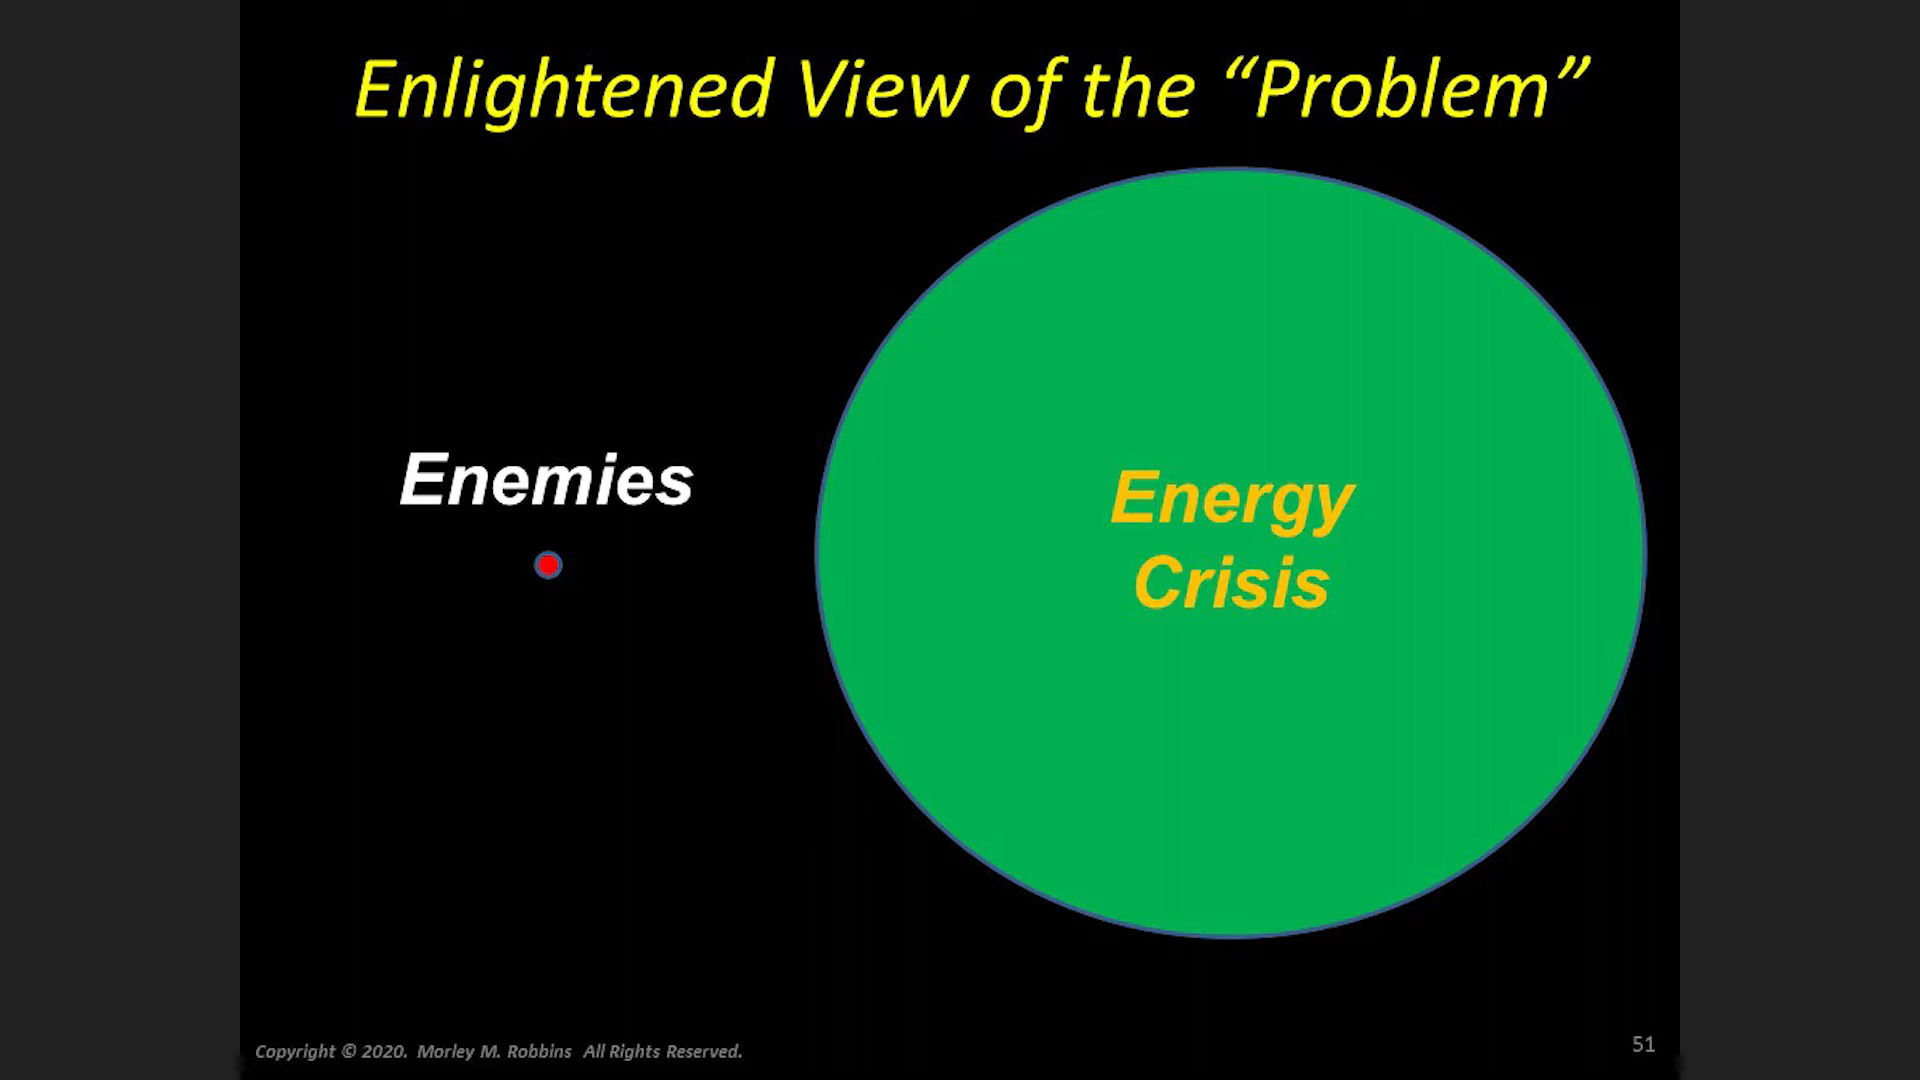 Enlightened View of the “Problem”
Enemies
Energy
Crisis
Copyright © 2020.  Morley M. Robbins  All Rights Reserved.
51